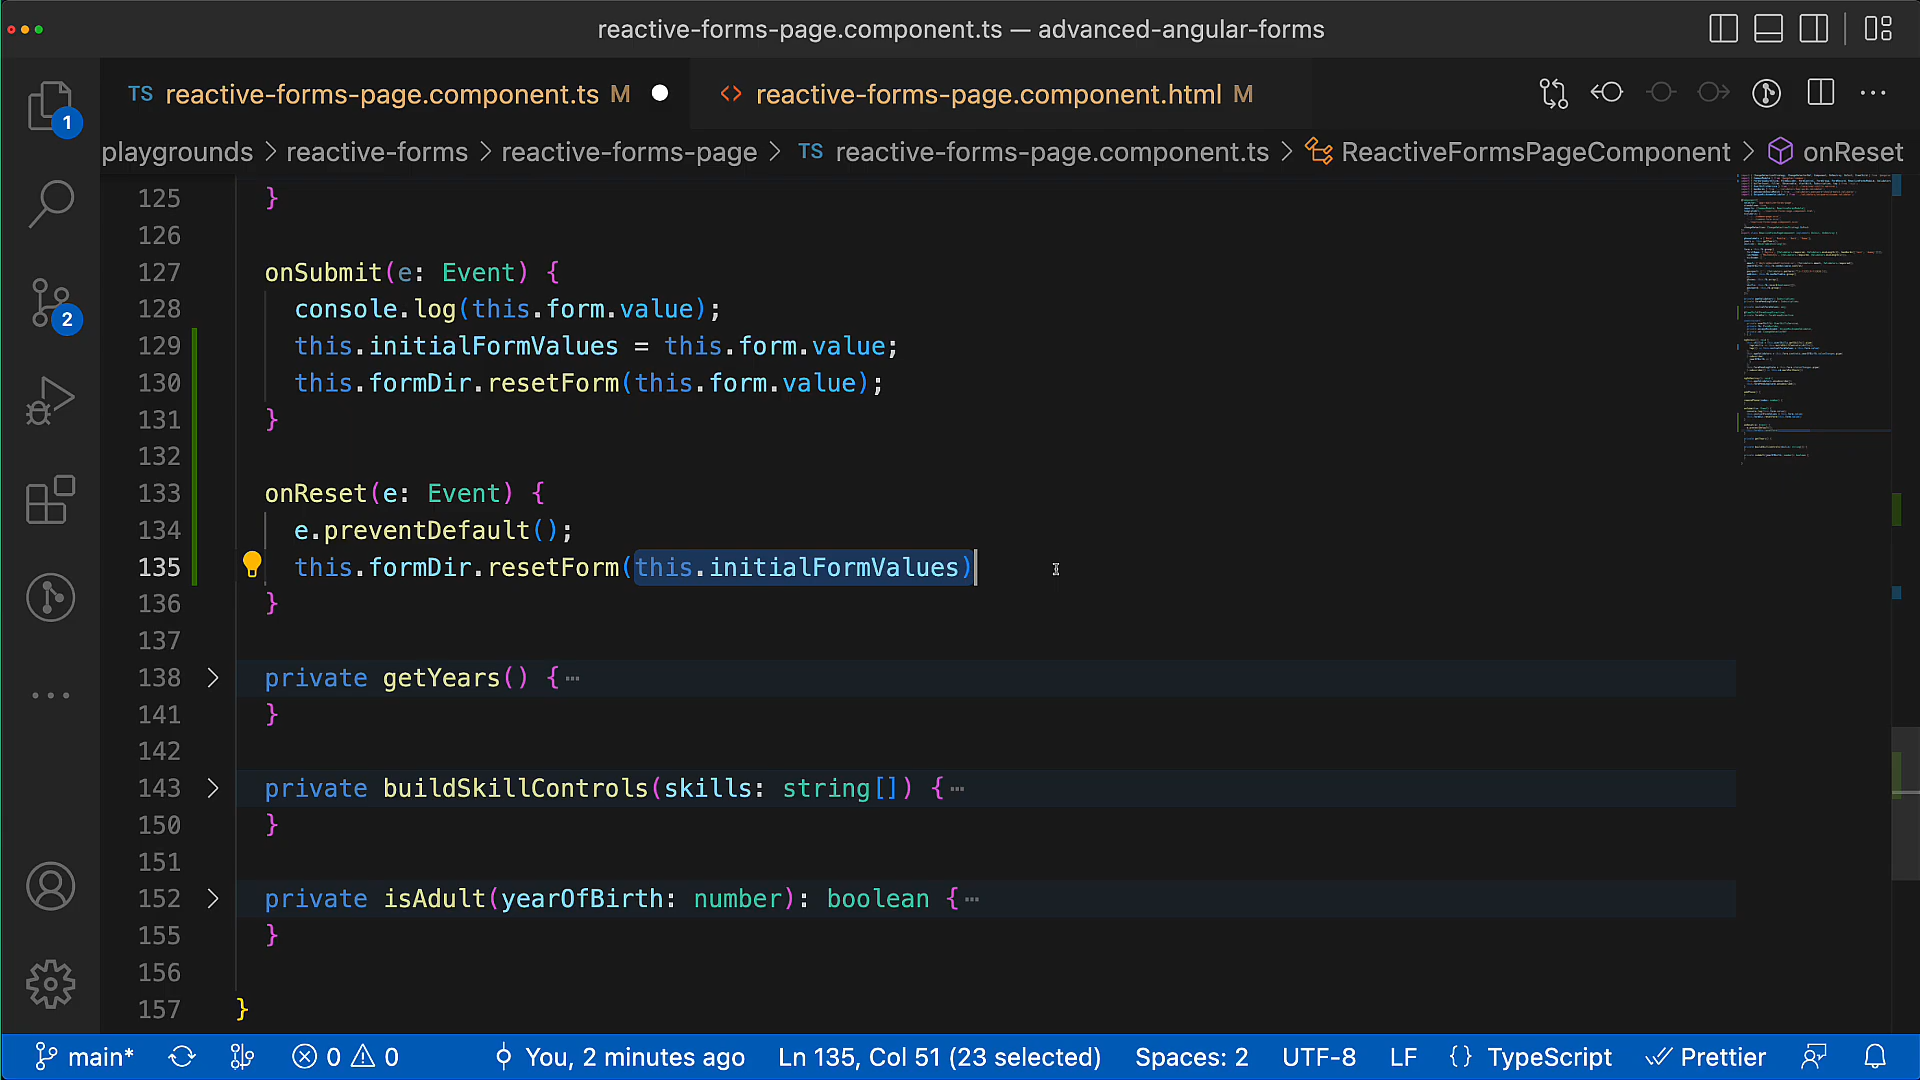 reactive-forms-page.component.ts — advanced-angular-forms
TS reactive-forms-page.component.ts M
<> reactive-forms-page.component.html M
playgrounds > reactive-forms > reactive-forms-page > TS reactive-forms-page.component.ts > ReactiveFormsPageComponent > onReset
1
2
125 }
126
127 onSubmit(e: Event) {
128 console.log(this.form.value);
129 this.initialFormValues = this.form.value;
130 this.formDir.resetForm(this.form.value);
131 }
132
133 onReset(e: Event) {
134 e.preventDefault();
135 this.formDir.resetForm(this.initialFormValues)
136 }
137
138 private getYears() {⋯
141 }
142
143 private buildSkillControls(skills: string[]) {⋯
150 }
151
152 private isAdult(yearOfBirth: number): boolean {⋯
155 }
156
157 }
main* 0 0 You, 2 minutes ago Ln 135, Col 51 (23 selected) Spaces: 2 UTF-8 LF {} TypeScript Prettier